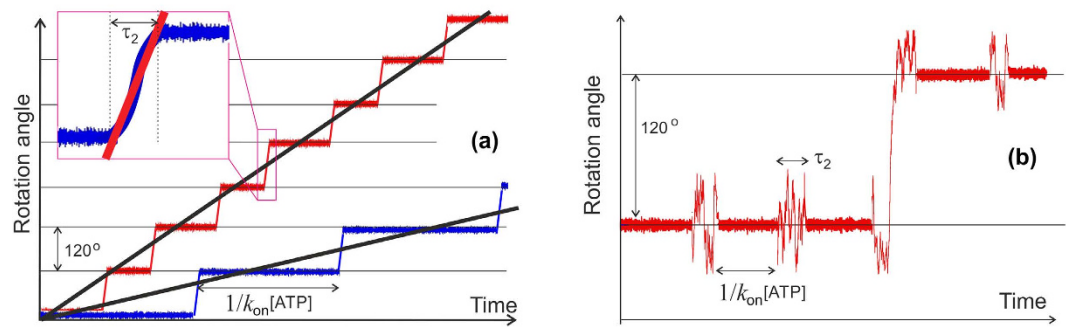 τ₂
Rotation angle
(a)
120°
1/kon[ATP]
Time
Rotation angle
120°
(b)
τ₂
1/kon[ATP]
Time